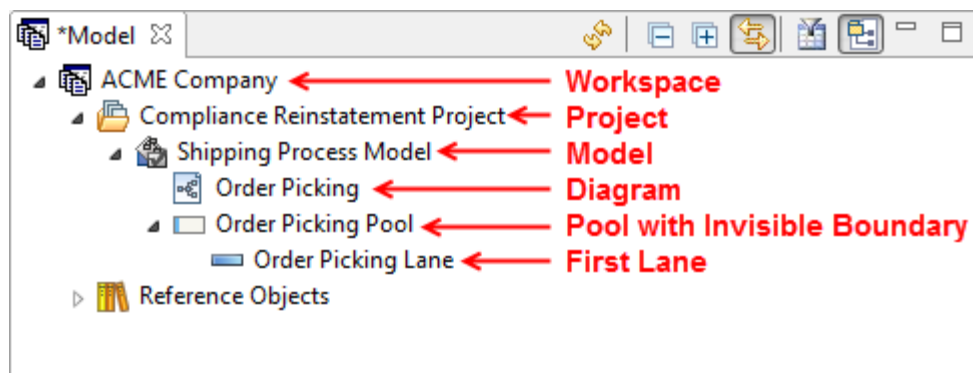 *Model
ACME Company Workspace
Compliance Reinstatement Project Project
Shipping Process Model Model
Order Picking Diagram
Order Picking Pool Pool with Invisible Boundary
Order Picking Lane First Lane
Reference Objects